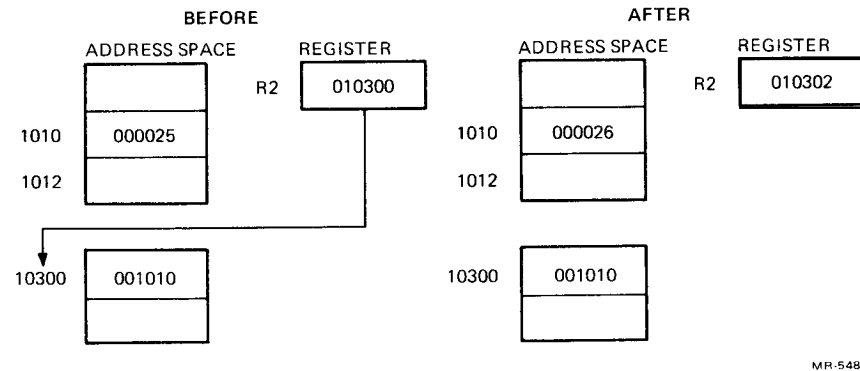 BEFORE AFTER
ADDRESS SPACE REGISTER ADDRESS SPACE REGISTER
R2 010300 R2 010302
1010 000025 1010 000026
1012 1012
10300 001010 10300 001010
MR-548